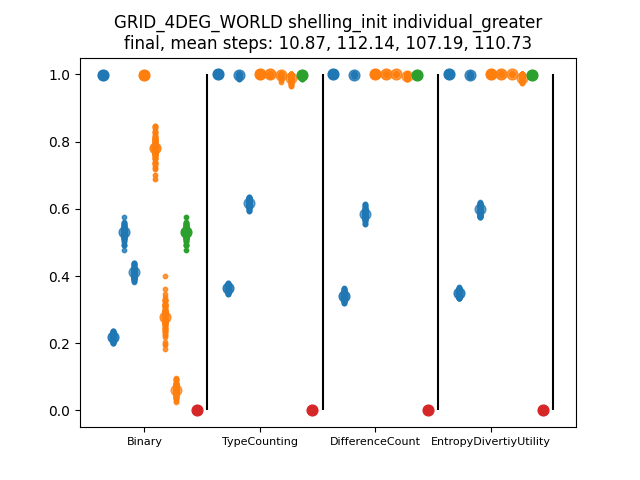 GRID_4DEG_WORLD shelling_init individual_greater
final, mean steps: 10.87, 112.14, 107.19, 110.73
1.0
0.8
0.6
0.4
0.2
0.0
Binary TypeCounting DifferenceCount EntropyDivertiyUtility